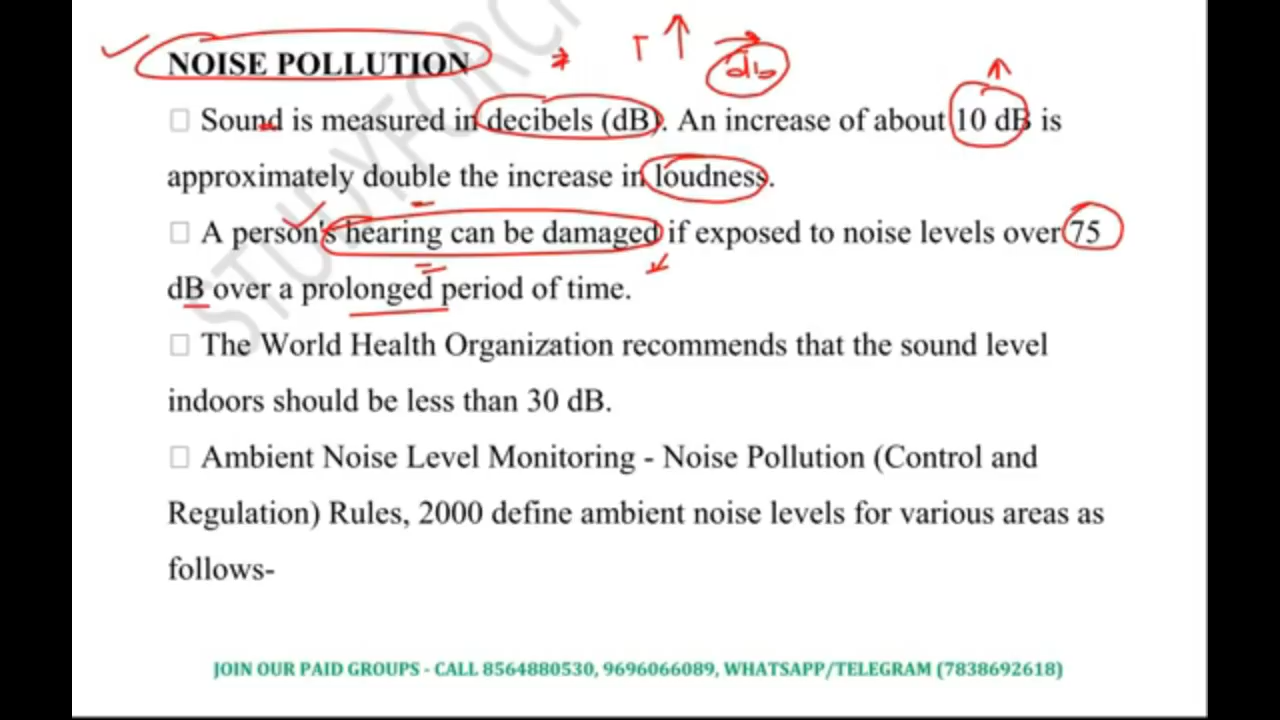 NOISE POLLUTION
db
□ Sound is measured in decibels (dB). An increase of about 10 dB is
approximately double the increase in loudness.
□ A person's hearing can be damaged if exposed to noise levels over 75
dB over a prolonged period of time.
□ The World Health Organization recommends that the sound level
indoors should be less than 30 dB.
□ Ambient Noise Level Monitoring - Noise Pollution (Control and
Regulation) Rules, 2000 define ambient noise levels for various areas as
follows-
JOIN OUR PAID GROUPS - CALL 8564880530, 9696066089, WHATSAPP/TELEGRAM (7838692618)